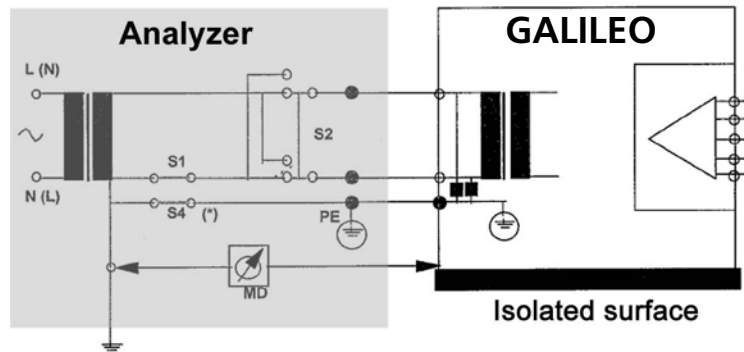 Analyzer
GALILEO
L (N)
S2
S1
N (L)
S4 (*)
PE
MD
Isolated surface